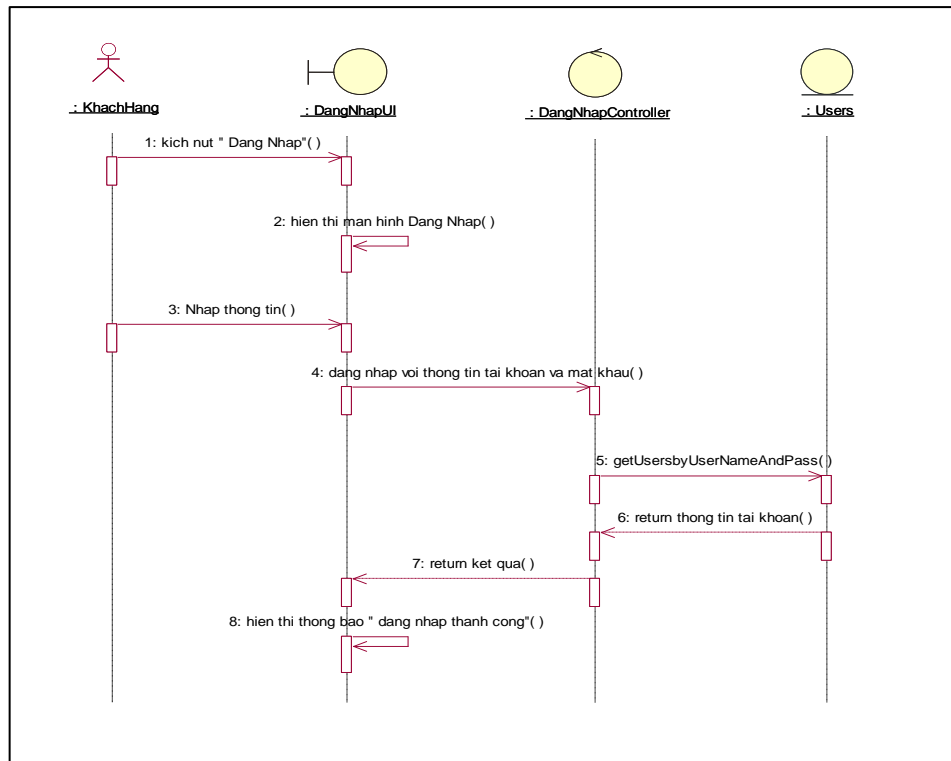 : KhachHang
: DangNhapUI
: DangNhapController
: Users
1: kich nut " Dang Nhap"( )
2: hien thi man hinh Dang Nhap( )
3: Nhap thong tin( )
4: dang nhap voi thong tin tai khoan va mat khau( )
5: getUsersbyUserNameAndPass( )
6: return thong tin tai khoan( )
7: return ket qua( )
8: hien thi thong bao " dang nhap thanh cong"( )